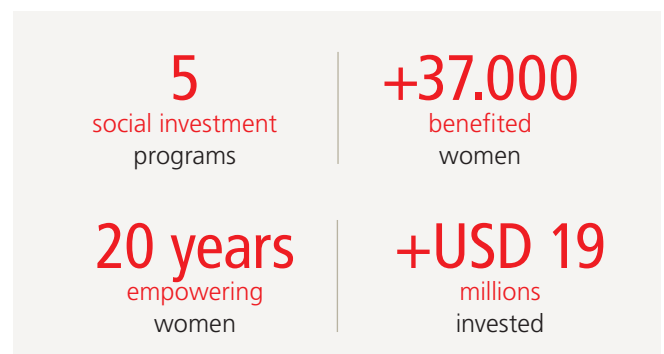 5
social investment
programs
+37.000
benefited
women
20 years
empowering
women
+USD 19
millions
invested